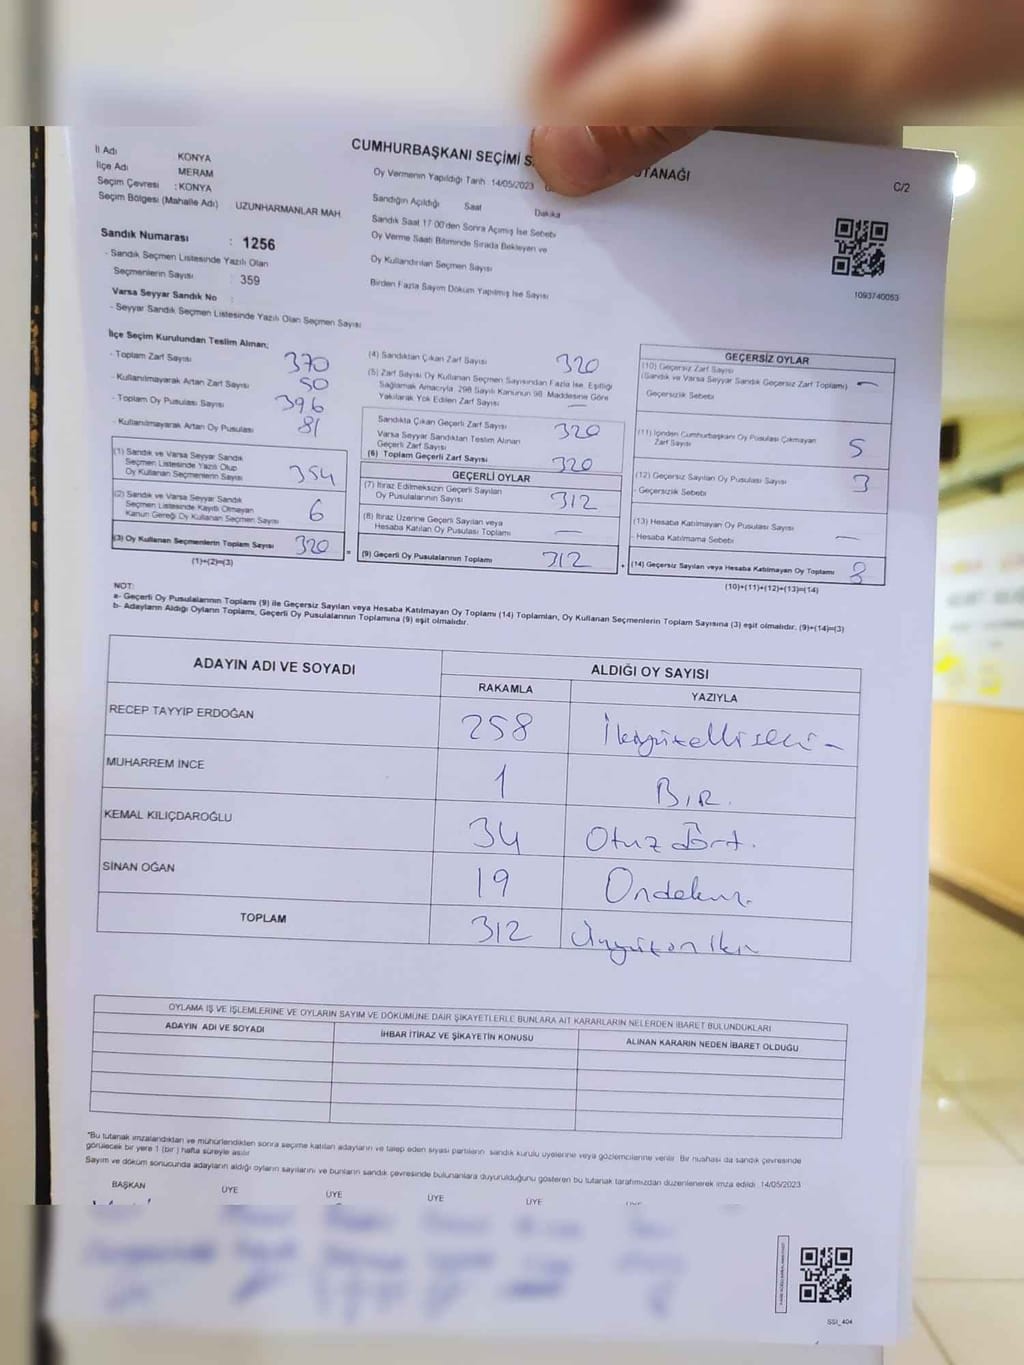 CUMHURBAŞKANI SEÇİMİ S
UTANAĞI
C/2
İl Adı KONYA
İlçe Adı MERAM
Seçim Çevresi : KONYA
Seçim Bölgesi (Mahalle Adı) : UZUNHARMANLAR MAH.
Oy Vermenin Yapıldığı Tarih : 14/05/2023
Sandığın Açıldığı Saat Dakika
Sandık Saat 17.00'den Sonra Açımış İse Sebebi
Oy Verme Saati Bitiminde Sırada Bekleyen ve
Oy Kullandırılan Seçmen Sayısı
Birden Fazla Sayım Döküm Yapılmış İse Sayısı
1093740053
Sandık Numarası : 1256
- Sandık Seçmen Listesinde Yazılı Olan
Seçmenlerin Sayısı : 359
Varsa Seyyar Sandık No :
- Seyyar Sandık Seçmen Listesinde Yazılı Olan Seçmen Sayısı
İlçe Seçim Kurulundan Teslim Alınan;
- Toplam Zarf Sayısı 370
- Kullanılmayarak Artan Zarf Sayısı 50
- Toplam Oy Pusulası Sayısı 396
- Kullanılmayarak Artan Oy Pusulası 81
(1) Sandık ve Varsa Seyyar Sandık
Seçmen Listesinde Yazılı Olup
Oy Kullanan Seçmenlerin Sayısı 354
(2) Sandık ve Varsa Seyyar Sandık
Seçmen Listesinde Kayıtlı Olmayan
Kanun Gereği Oy Kullanan Seçmen Sayısı 6
(3) Oy Kullanan Seçmenlerin Toplam Sayısı 320
(1)+(2)=(3)
(4) Sandıktan Çıkan Zarf Sayısı 320
(5) Zarf Sayısı Oy Kullanan Seçmen Sayısından Fazla İse, Eşitliği
Sağlamak Amacıyla, 298 Sayılı Kanunun 98. Maddesine Göre
Yakılarak Yok Edilen Zarf Sayısı —
Sandıkta Çıkan Geçerli Zarf Sayısı 320
Varsa Seyyar Sandıktan Teslim Alınan
Geçerli Zarf Sayısı
(6) Toplam Geçerli Zarf Sayısı 320
GEÇERLİ OYLAR
(7) İtiraz Edilmeksizin Geçerli Sayılan
Oy Pusulalarının Sayısı 312
(8) İtiraz Üzerine Geçerli Sayılan veya
Hesaba Katılan Oy Pusulası Toplamı —
= (9) Geçerli Oy Pusulalarının Toplamı 312
GEÇERSİZ OYLAR
(10) Geçersiz Zarf Sayısı
(Sandık ve Varsa Seyyar Sandık Geçersiz Zarf Toplamı) —
Geçersizlik Sebebi
(11) İçinden Cumhurbaşkanı Oy Pusulası Çıkmayan
Zarf Sayısı 5
(12) Geçersiz Sayılan Oy Pusulası Sayısı 3
- Geçersizlik Sebebi
(13) Hesaba Katılmayan Oy Pusulası Sayısı
- Hesaba Katılmama Sebebi —
+ (14) Geçersiz Sayılan veya Hesaba Katılmayan Oy Toplamı 8
(10)+(11)+(12)+(13)=(14)
NOT:
a- Geçerli Oy Pusulalarının Toplamı (9) ile Geçersiz Sayılan veya Hesaba Katılmayan Oy Toplamı (14) Toplamları, Oy Kullanan Seçmenlerin Toplam Sayısına (3) eşit olmalıdır. (9)+(14)=(3)
b- Adayların Aldığı Oyların Toplamı, Geçerli Oy Pusulalarının Toplamına (9) eşit olmalıdır.
ADAYIN ADI VE SOYADI ALDIĞI OY SAYISI
RAKAMLA YAZIYLA
RECEP TAYYİP ERDOĞAN 258 İkiyüzellisekiz -
MUHARREM İNCE 1 BİR.
KEMAL KILIÇDAROĞLU 34 Otuz dört.
SİNAN OĞAN 19 Ondokuz.
TOPLAM 312 Üçyüzoniki
OYLAMA İŞ VE İŞLEMLERİNE VE OYLARIN SAYIM VE DÖKÜMÜNE DAİR ŞİKAYETLERLE BUNLARA AİT KARARLARIN NELERDEN İBARET BULUNDUKLARI
ADAYIN ADI VE SOYADI İHBAR İTİRAZ VE ŞİKAYETİN KONUSU ALINAN KARARIN NEDEN İBARET OLDUĞU
"Bu tutanak imzalandıktan ve mühürlendikten sonra seçime katılan adayların ve talep eden siyasi partilerin sandık kurulu üyelerine veya gözlemcilerine verilir. Bir nüshası da sandık çevresinde
görülecek bir yere 1 (bir) hafta süreyle asılır.
Sayım ve döküm sonucunda adayların aldığı oyların sayılarını ve bunların sandık çevresinde bulunanlara duyurulduğunu gösteren bu tutanak tarafımızdan düzenlenerek imza edildi. 14/05/2023
BAŞKAN ÜYE ÜYE ÜYE ÜYE
SSI_404